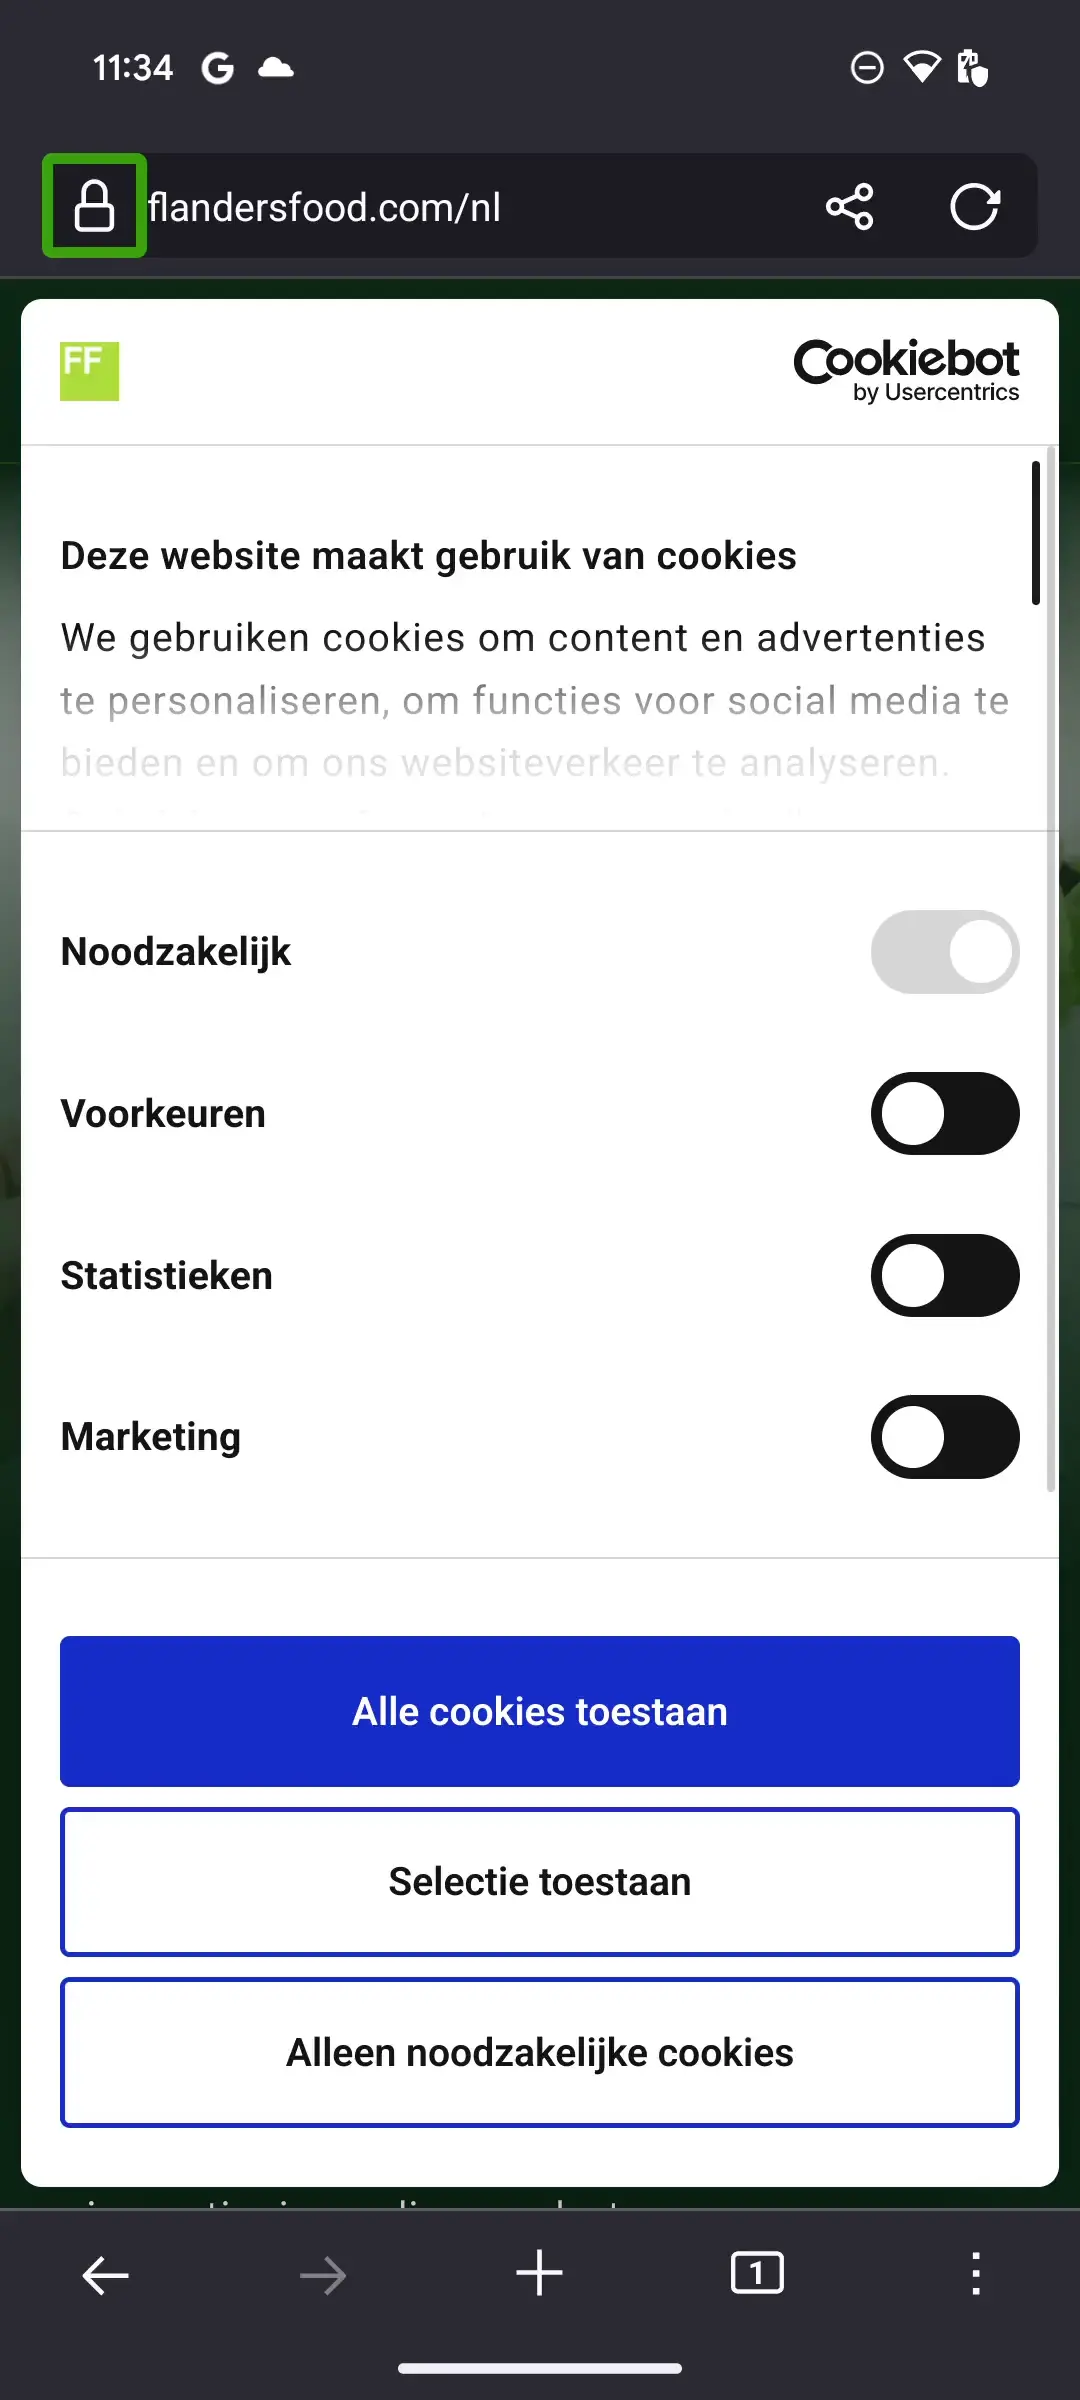 11:34
flandersfood.com/nl
FF
Cookiebot
by Usercentrics
Deze website maakt gebruik van cookies
We gebruiken cookies om content en advertenties
te personaliseren, om functies voor social media te
bieden en om ons websiteverkeer te analyseren.
Noodzakelijk
Voorkeuren
Statistieken
Marketing
Alle cookies toestaan
Selectie toestaan
Alleen noodzakelijke cookies
1